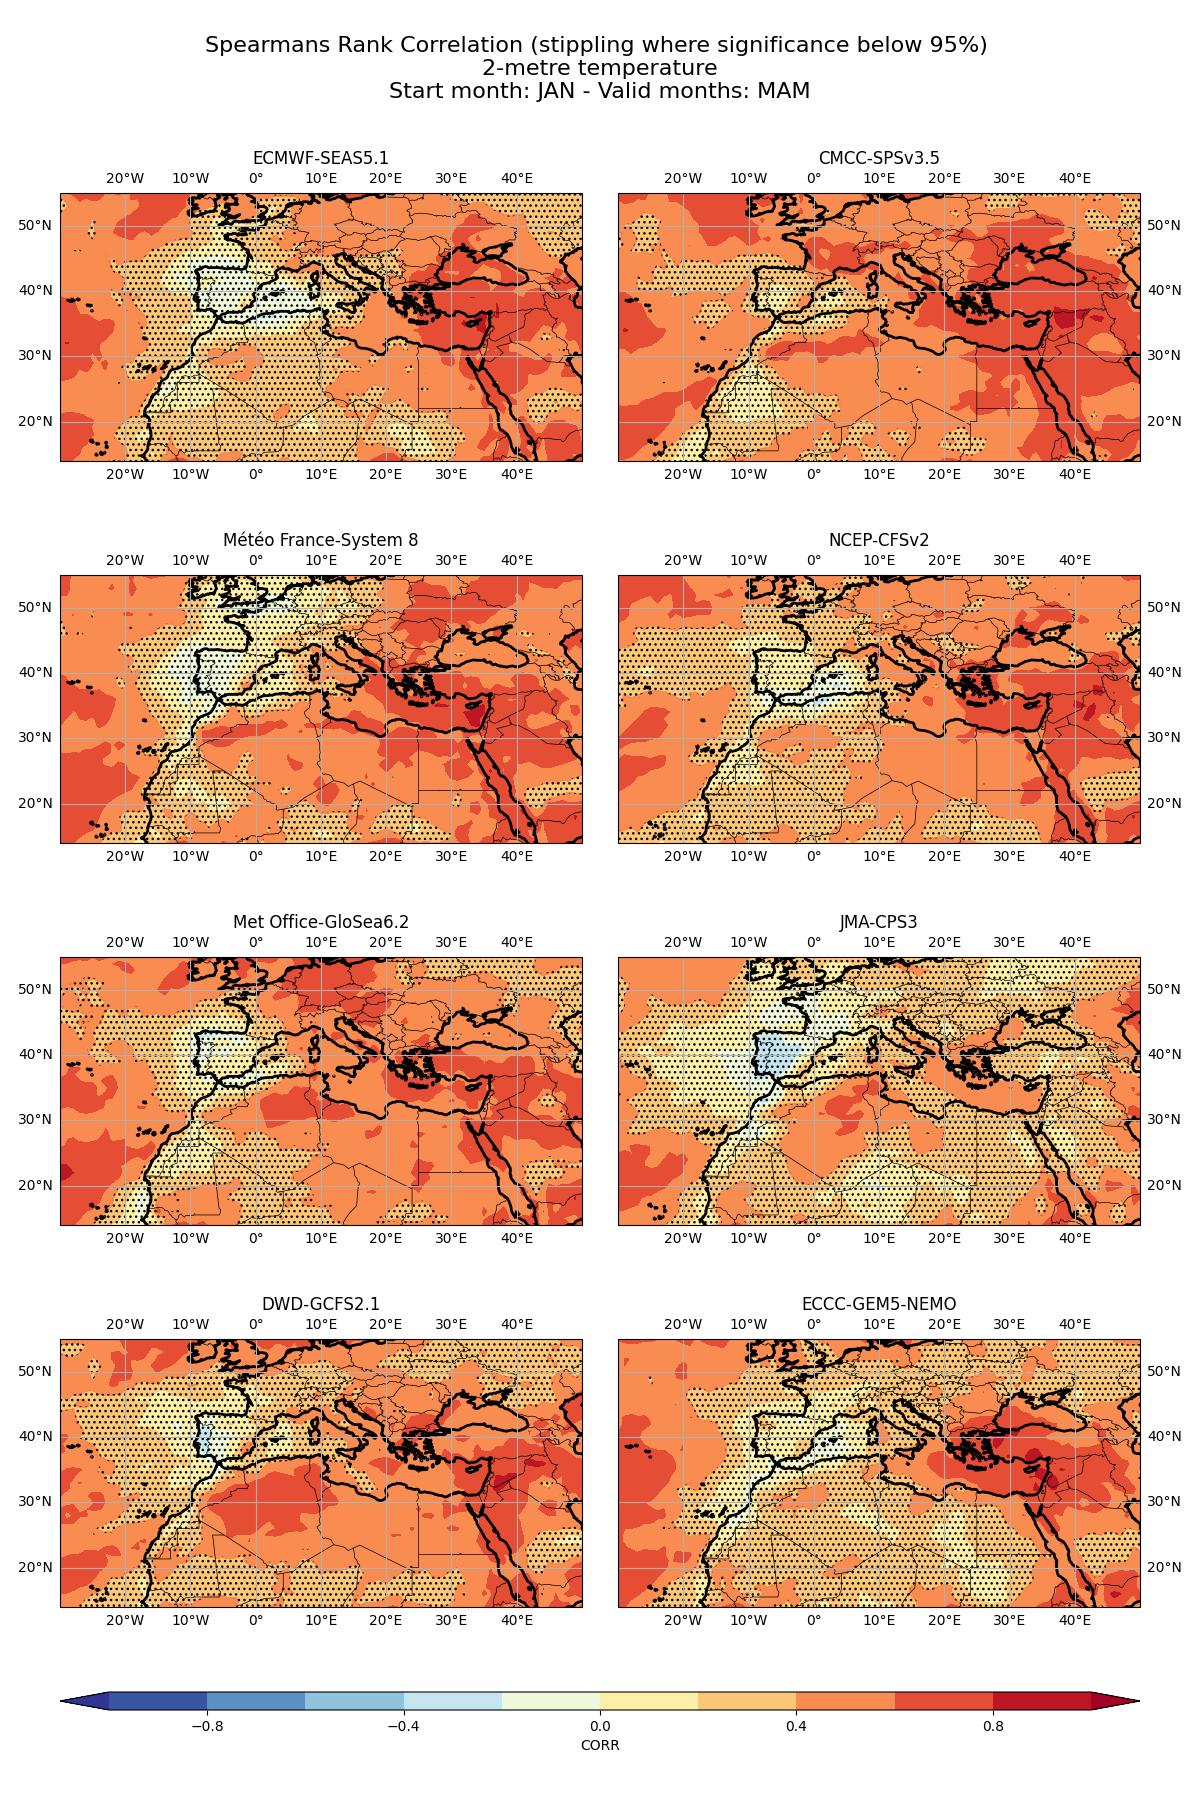 Spearmans Rank Correlation (stippling where significance below 95%)
2-metre temperature
Start month: JAN - Valid months: MAM
ECMWF-SEAS5.1
CMCC-SPSv3.5
20°W 10°W 0° 10°E 20°E 30°E 40°E
20°W 10°W 0° 10°E 20°E 30°E 40°E
50°N
50°N
40°N
40°N
30°N
30°N
20°N
20°N
20°W 10°W 0° 10°E 20°E 30°E 40°E
20°W 10°W 0° 10°E 20°E 30°E 40°E
Météo France-System 8
NCEP-CFSv2
20°W 10°W 0° 10°E 20°E 30°E 40°E
20°W 10°W 0° 10°E 20°E 30°E 40°E
50°N
50°N
40°N
40°N
30°N
30°N
20°N
20°N
20°W 10°W 0° 10°E 20°E 30°E 40°E
20°W 10°W 0° 10°E 20°E 30°E 40°E
Met Office-GloSea6.2
JMA-CPS3
20°W 10°W 0° 10°E 20°E 30°E 40°E
20°W 10°W 0° 10°E 20°E 30°E 40°E
50°N
50°N
40°N
40°N
30°N
30°N
20°N
20°N
20°W 10°W 0° 10°E 20°E 30°E 40°E
20°W 10°W 0° 10°E 20°E 30°E 40°E
DWD-GCFS2.1
ECCC-GEM5-NEMO
20°W 10°W 0° 10°E 20°E 30°E 40°E
20°W 10°W 0° 10°E 20°E 30°E 40°E
50°N
50°N
40°N
40°N
30°N
30°N
20°N
20°N
20°W 10°W 0° 10°E 20°E 30°E 40°E
20°W 10°W 0° 10°E 20°E 30°E 40°E
−0.8 −0.4 0.0 0.4 0.8
CORR